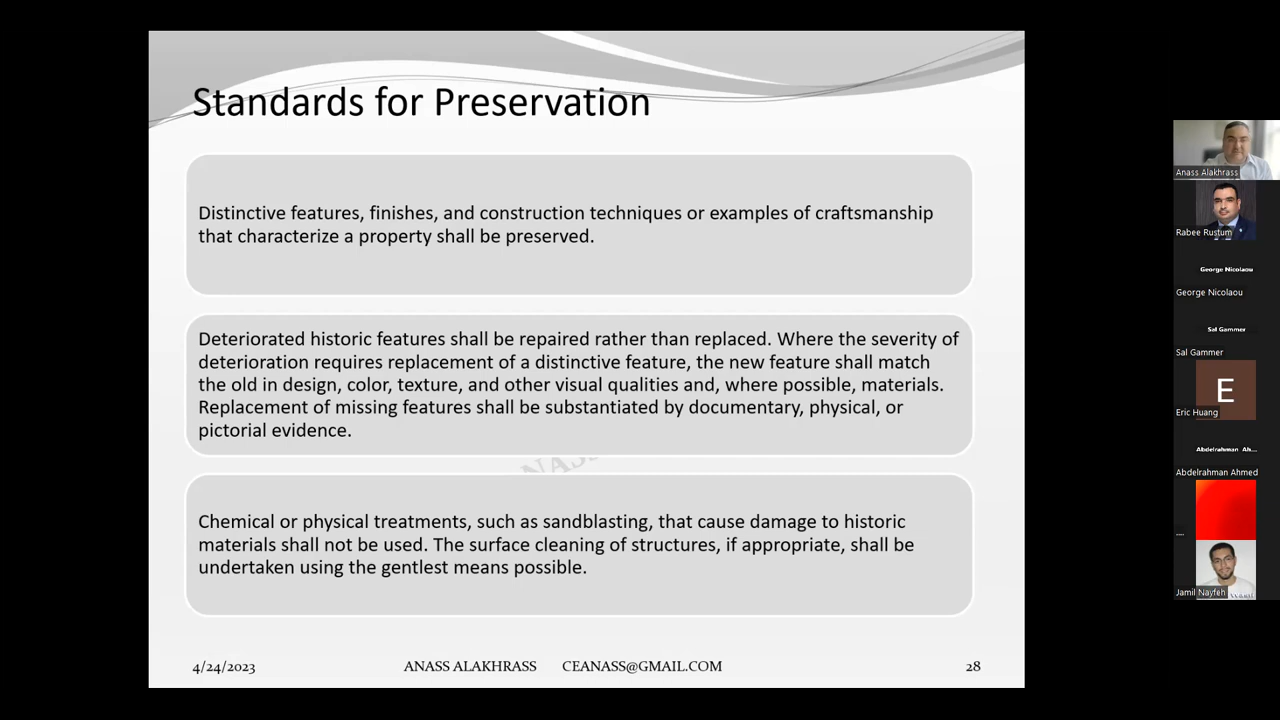 Standards for Preservation
Distinctive features, finishes, and construction techniques or examples of craftsmanship
that characterize a property shall be preserved.
Deteriorated historic features shall be repaired rather than replaced. Where the severity of
deterioration requires replacement of a distinctive feature, the new feature shall match
the old in design, color, texture, and other visual qualities and, where possible, materials.
Replacement of missing features shall be substantiated by documentary, physical, or
pictorial evidence.
NASS
Chemical or physical treatments, such as sandblasting, that cause damage to historic
materials shall not be used. The surface cleaning of structures, if appropriate, shall be
undertaken using the gentlest means possible.
4/24/2023 ANASS ALAKHRASS CEANASS@GMAIL.COM 28
Anass Alakhrass
Rabee Rustum
George Nicolaou
George Nicolaou
Sal Gammer
Sal Gammer
E
Eric Huang
Abdelrahman Ah...
Abdelrahman Ahmed
....
Jamil Nayfeh